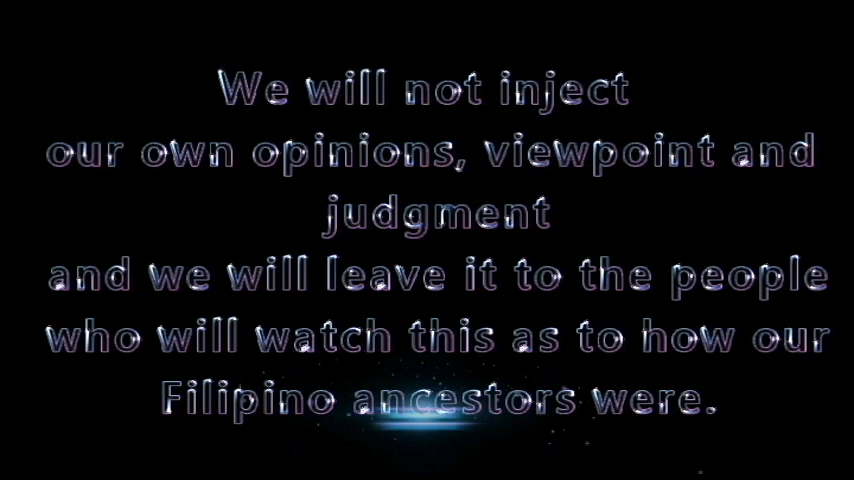 We will not inject
our own opinions, viewpoint and
judgment
and we will leave it to the people
who will watch this as to how our
Filipino ancestors were.